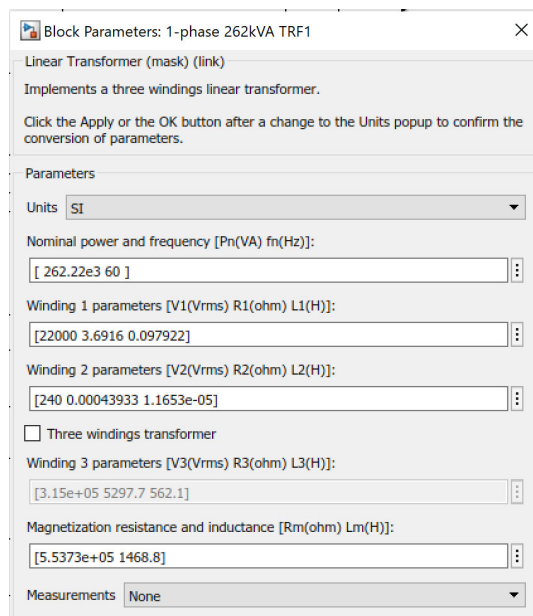 Block Parameters: 1-phase 262kVA TRF1
Linear Transformer (mask) (link)
Implements a three windings linear transformer.
Click the Apply or the OK button after a change to the Units popup to confirm the
conversion of parameters.
Parameters
Units SI
Nominal power and frequency [Pn(VA) fn(Hz)]:
[ 262.22e3 60 ]
Winding 1 parameters [V1(Vrms) R1(ohm) L1(H)]:
[22000 3.6916 0.097922]
Winding 2 parameters [V2(Vrms) R2(ohm) L2(H)]:
[240 0.00043933 1.1653e-05]
Three windings transformer
Winding 3 parameters [V3(Vrms) R3(ohm) L3(H)]:
[3.15e+05 5297.7 562.1]
Magnetization resistance and inductance [Rm(ohm) Lm(H)]:
[5.5373e+05 1468.8]
Measurements None